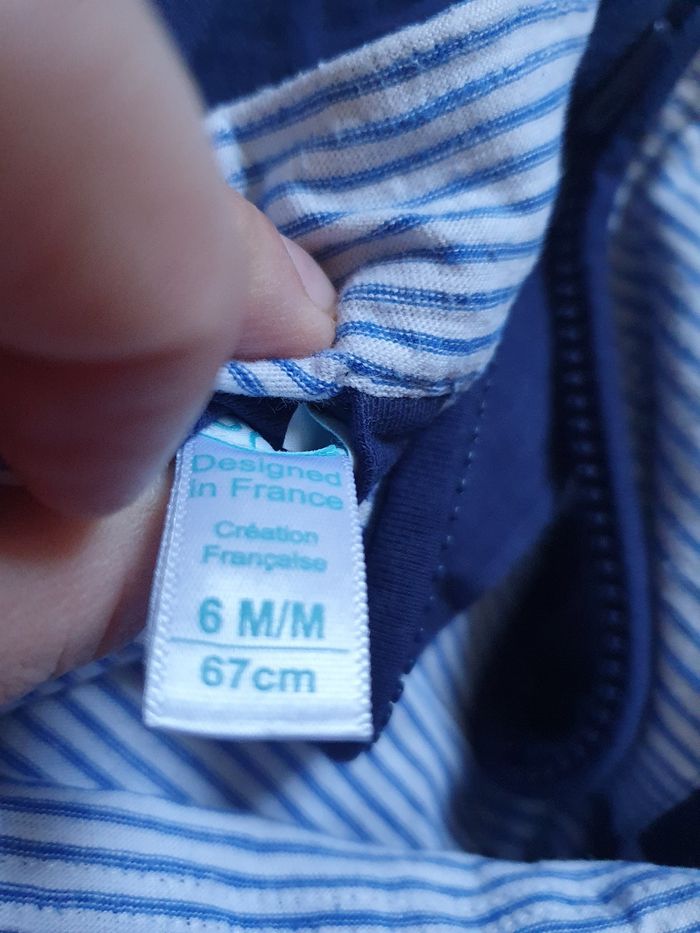 Designed
in France
Création
Française
6 M/M
67cm